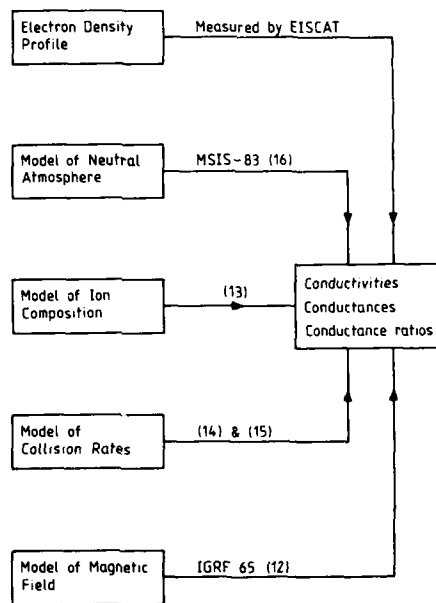 Electron Density
Profile
Measured by EISCAT
Model of Neutral
Atmosphere
MSIS-83 (16)
Model of Ion
Composition
(13)
Conductivities
Conductances
Conductance ratios
Model of
Collision Rates
(14) & (15)
Model of Magnetic
Field
IGRF 65 (12)